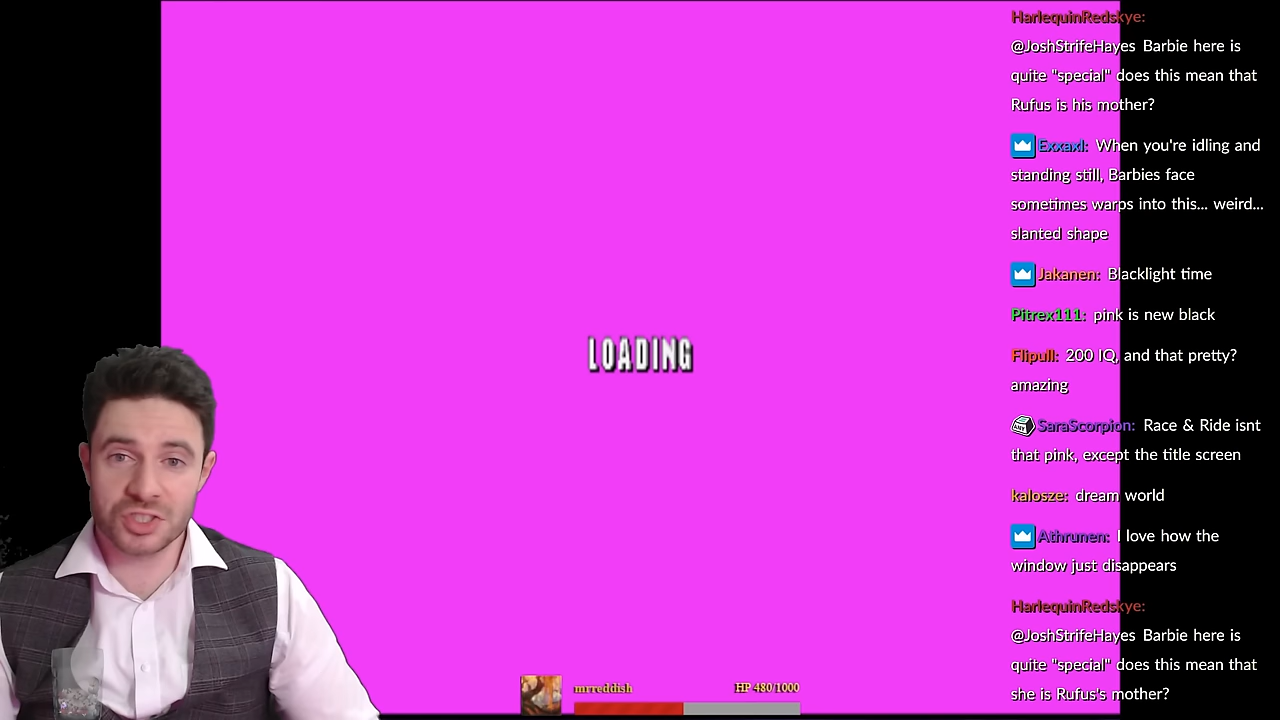 HarlequinRedskye:
@JoshStrifeHayes Barbie here is
quite "special" does this mean that
Rufus is his mother?
Exxaxl: When you're idling and
standing still, Barbies face
sometimes warps into this... weird...
slanted shape
Jakanen: Blacklight time
Pitrex111: pink is new black
Flipull: 200 IQ, and that pretty?
amazing
SaraScorpion: Race & Ride isnt
that pink, except the title screen
kalosze: dream world
Athrunen: I love how the
window just disappears
HarlequinRedskye:
@JoshStrifeHayes Barbie here is
quite "special" does this mean that
she is Rufus's mother?
LOADING
mrreddish HP 480/1000